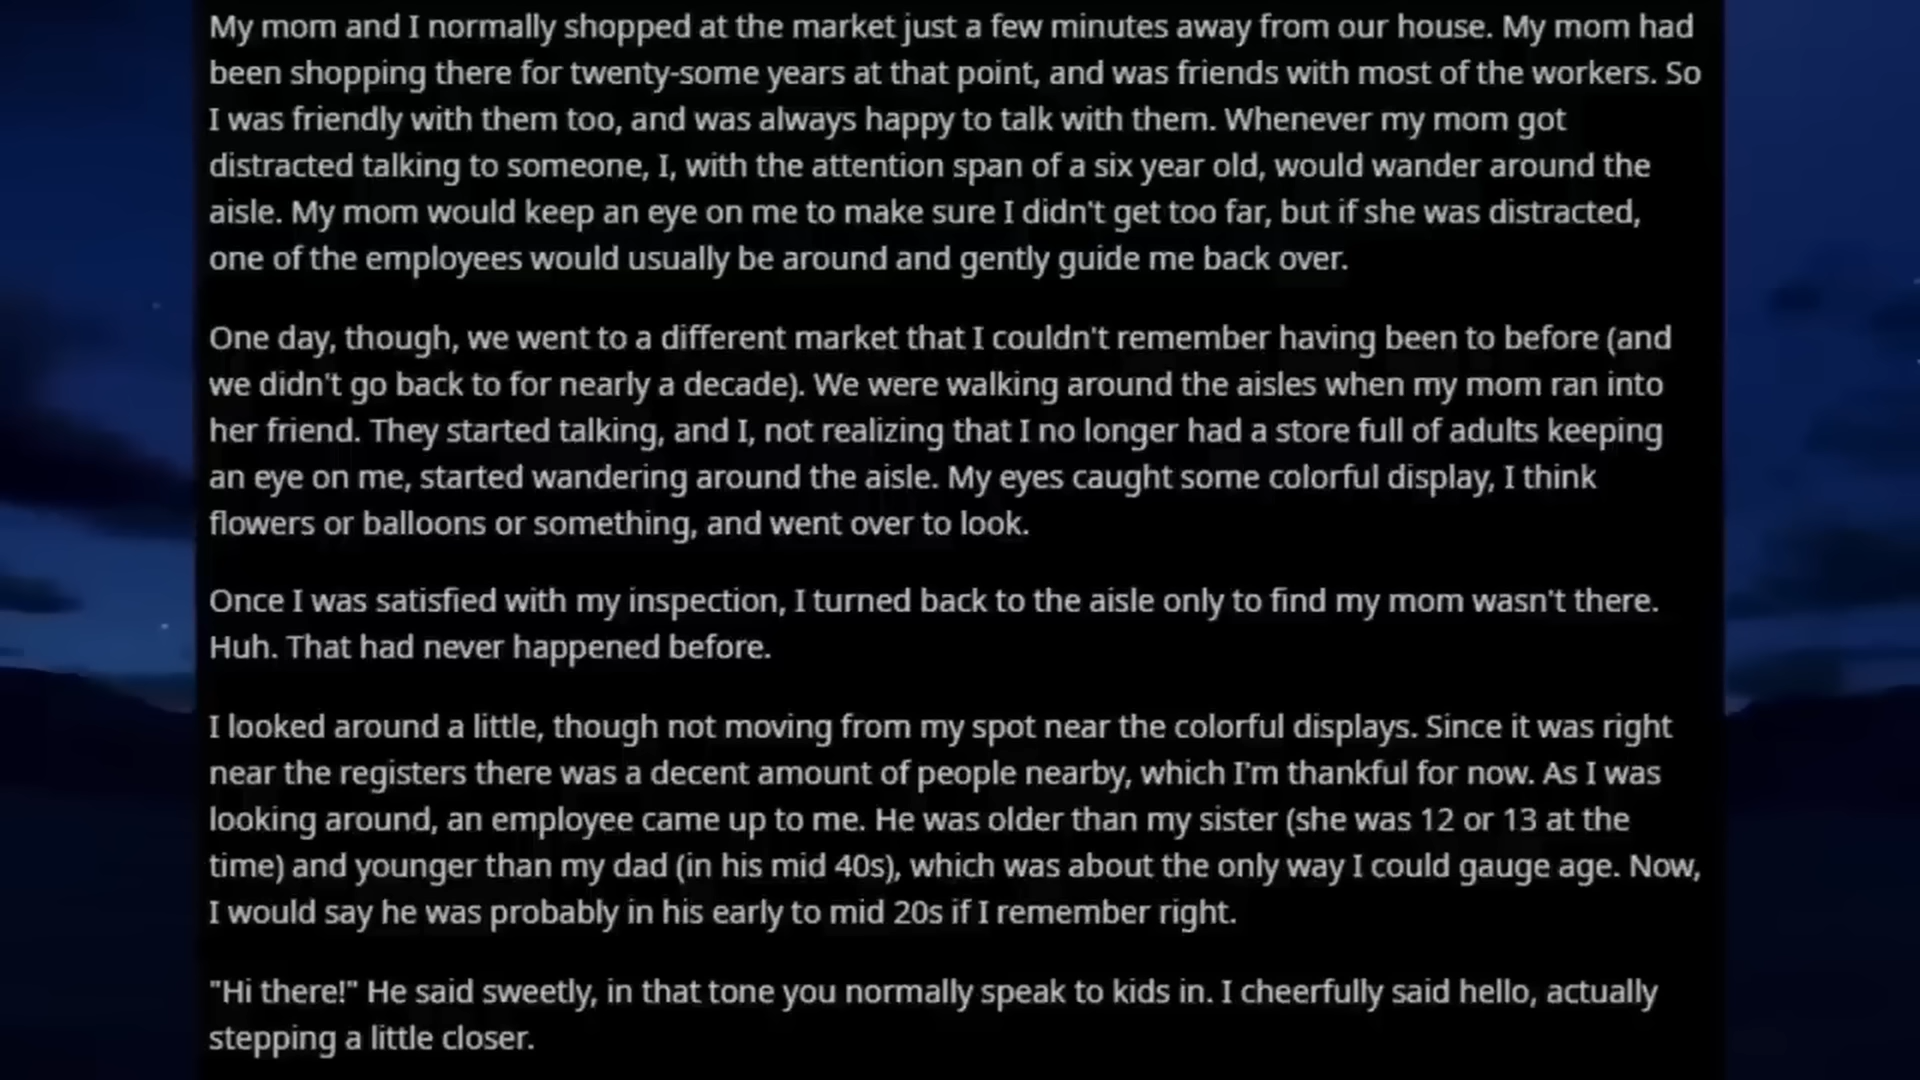 My mom and I normally shopped at the market just a few minutes away from our house. My mom had
been shopping there for twenty-some years at that point, and was friends with most of the workers. So
I was friendly with them too, and was always happy to talk with them. Whenever my mom got
distracted talking to someone, I, with the attention span of a six year old, would wander around the
aisle. My mom would keep an eye on me to make sure I didn't get too far, but if she was distracted,
one of the employees would usually be around and gently guide me back over.
One day, though, we went to a different market that I couldn't remember having been to before (and
we didn't go back to for nearly a decade). We were walking around the aisles when my mom ran into
her friend. They started talking, and I, not realizing that I no longer had a store full of adults keeping
an eye on me, started wandering around the aisle. My eyes caught some colorful display, I think
flowers or balloons or something, and went over to look.
Once I was satisfied with my inspection, I turned back to the aisle only to find my mom wasn't there.
Huh. That had never happened before.
I looked around a little, though not moving from my spot near the colorful displays. Since it was right
near the registers there was a decent amount of people nearby, which I'm thankful for now. As I was
looking around, an employee came up to me. He was older than my sister (she was 12 or 13 at the
time) and younger than my dad (in his mid 40s), which was about the only way I could gauge age. Now,
I would say he was probably in his early to mid 20s if I remember right.
"Hi there!" He said sweetly, in that tone you normally speak to kids in. I cheerfully said hello, actually
stepping a little closer.